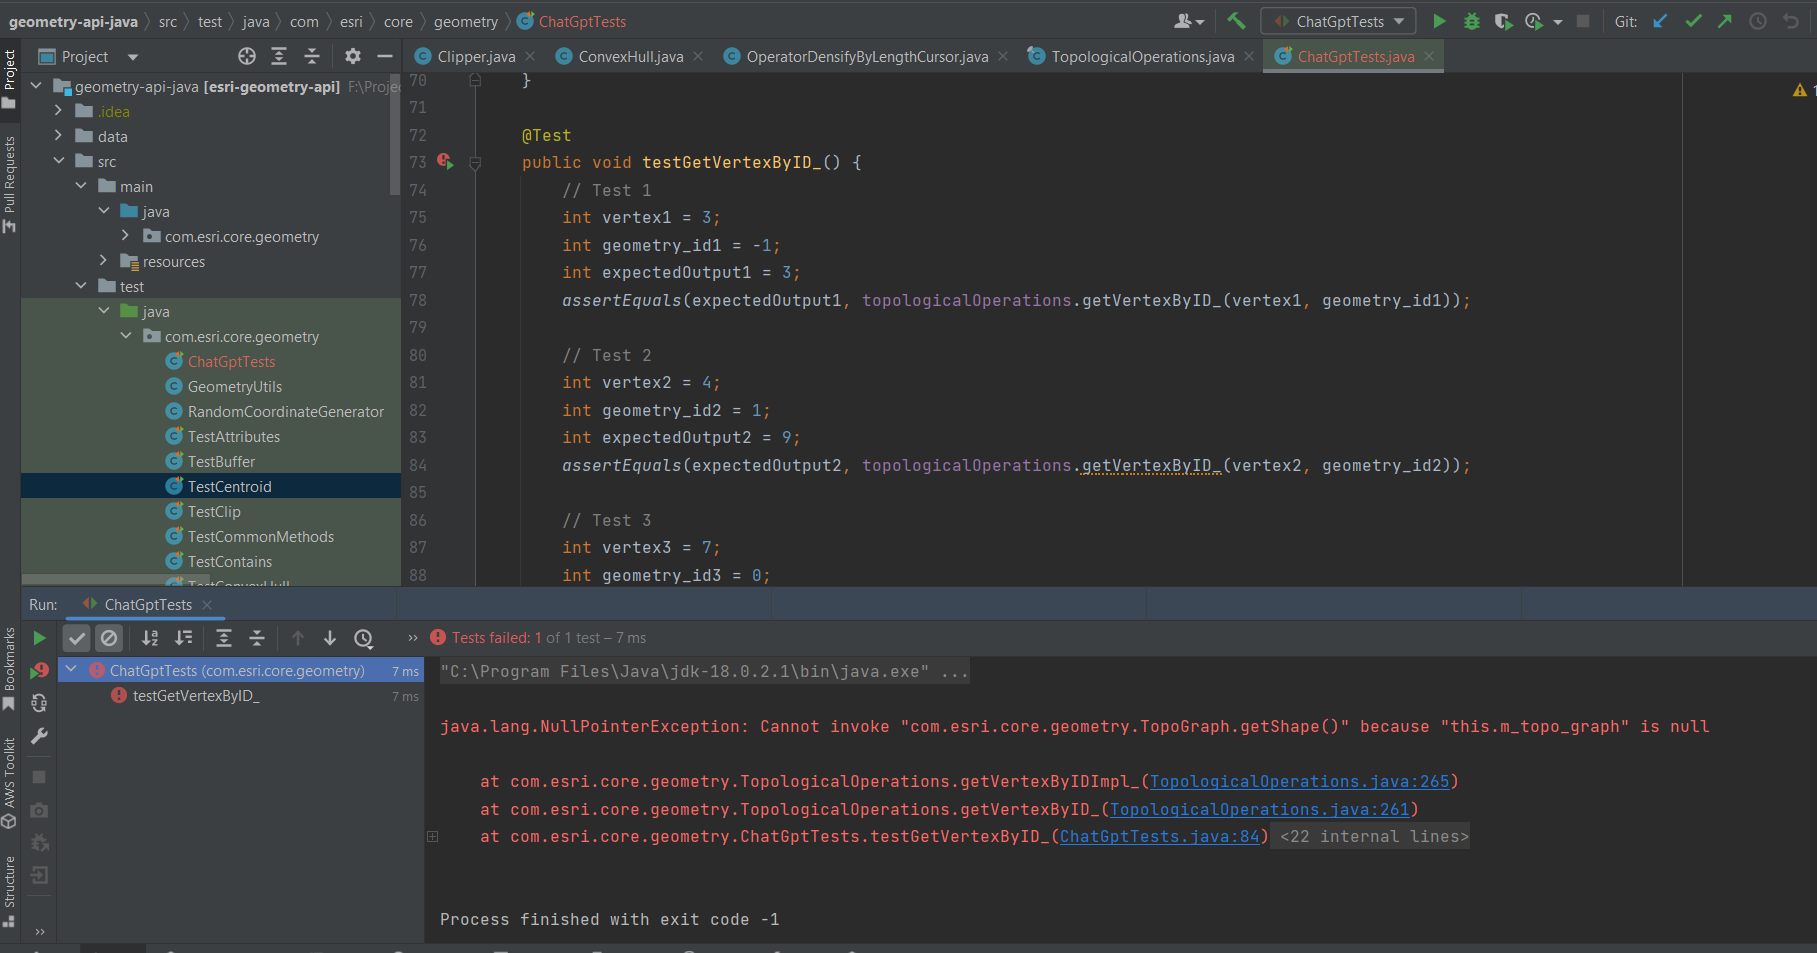 geometry-api-java 〉 src 〉 test 〉 java 〉 com 〉 esri 〉 core 〉 geometry 〉 ChatGptTests
ChatGptTests
Git:
Project
Pull Requests
Bookmarks
AWS Toolkit
Structure
Project
Clipper.java
ConvexHull.java
OperatorDensifyByLengthCursor.java
TopologicalOperations.java
ChatGptTests.java
geometry-api-java [esri-geometry-api] F:\Projec
.idea
data
src
main
java
com.esri.core.geometry
resources
test
java
com.esri.core.geometry
ChatGptTests
GeometryUtils
RandomCoordinateGenerator
TestAttributes
TestBuffer
TestCentroid
TestClip
TestCommonMethods
TestContains
TestConvexHull
1
70 }
71
72 @Test
73 public void testGetVertexByID_() {
74 // Test 1
75 int vertex1 = 3;
76 int geometry_id1 = -1;
77 int expectedOutput1 = 3;
78 assertEquals(expectedOutput1, topologicalOperations.getVertexByID_(vertex1, geometry_id1));
79
80 // Test 2
81 int vertex2 = 4;
82 int geometry_id2 = 1;
83 int expectedOutput2 = 9;
84 assertEquals(expectedOutput2, topologicalOperations.getVertexByID_(vertex2, geometry_id2));
85
86 // Test 3
87 int vertex3 = 7;
88 int geometry_id3 = 0;
Run: ChatGptTests
Tests failed: 1 of 1 test – 7 ms
ChatGptTests (com.esri.core.geometry) 7 ms
testGetVertexByID_ 7 ms
"C:\Program Files\Java\jdk-18.0.2.1\bin\java.exe" ...
java.lang.NullPointerException: Cannot invoke "com.esri.core.geometry.TopoGraph.getShape()" because "this.m_topo_graph" is null
at com.esri.core.geometry.TopologicalOperations.getVertexByIDImpl_(TopologicalOperations.java:265)
at com.esri.core.geometry.TopologicalOperations.getVertexByID_(TopologicalOperations.java:261)
at com.esri.core.geometry.ChatGptTests.testGetVertexByID_(ChatGptTests.java:84) <22 internal lines>
Process finished with exit code -1